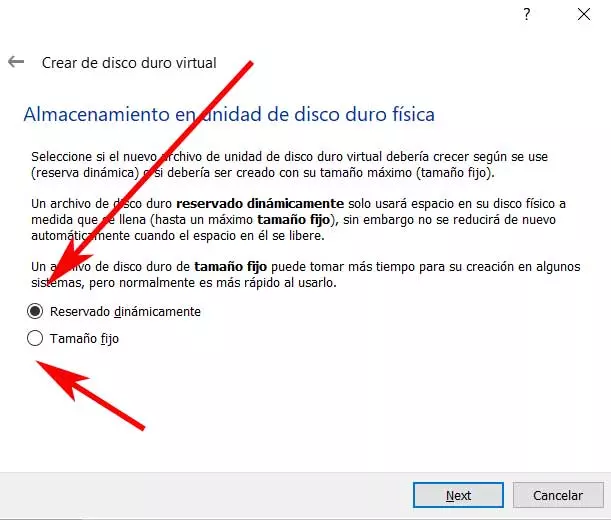 ?
Crear de disco duro virtual
Almacenamiento en unidad de disco duro física
Seleccione si el nuevo archivo de unidad de disco duro virtual debería crecer según se use
(reserva dinámica) o si debería ser creado con su tamaño máximo (tamaño fijo).
Un archivo de disco duro reservado dinámicamente solo usará espacio en su disco físico a
medida que se llena (hasta un máximo tamaño fijo), sin embargo no se reducirá de nuevo
automáticamente cuando el espacio en él se libere.
Un archivo de disco duro de tamaño fijo puede tomar más tiempo para su creación en algunos
sistemas, pero normalmente es más rápido al usarlo.
Reservado dinámicamente
Tamaño fijo
Next Cancelar